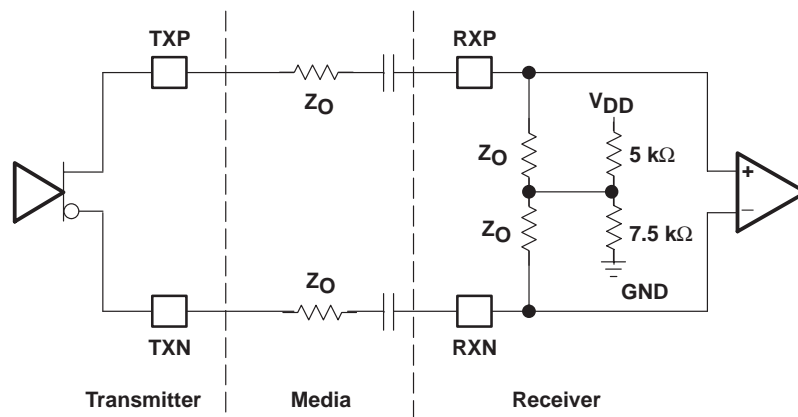 TXP
RXP
ZO
VDD
ZO
5 kΩ
+
–
ZO
7.5 kΩ
ZO
GND
TXN
RXN
Transmitter
Media
Receiver